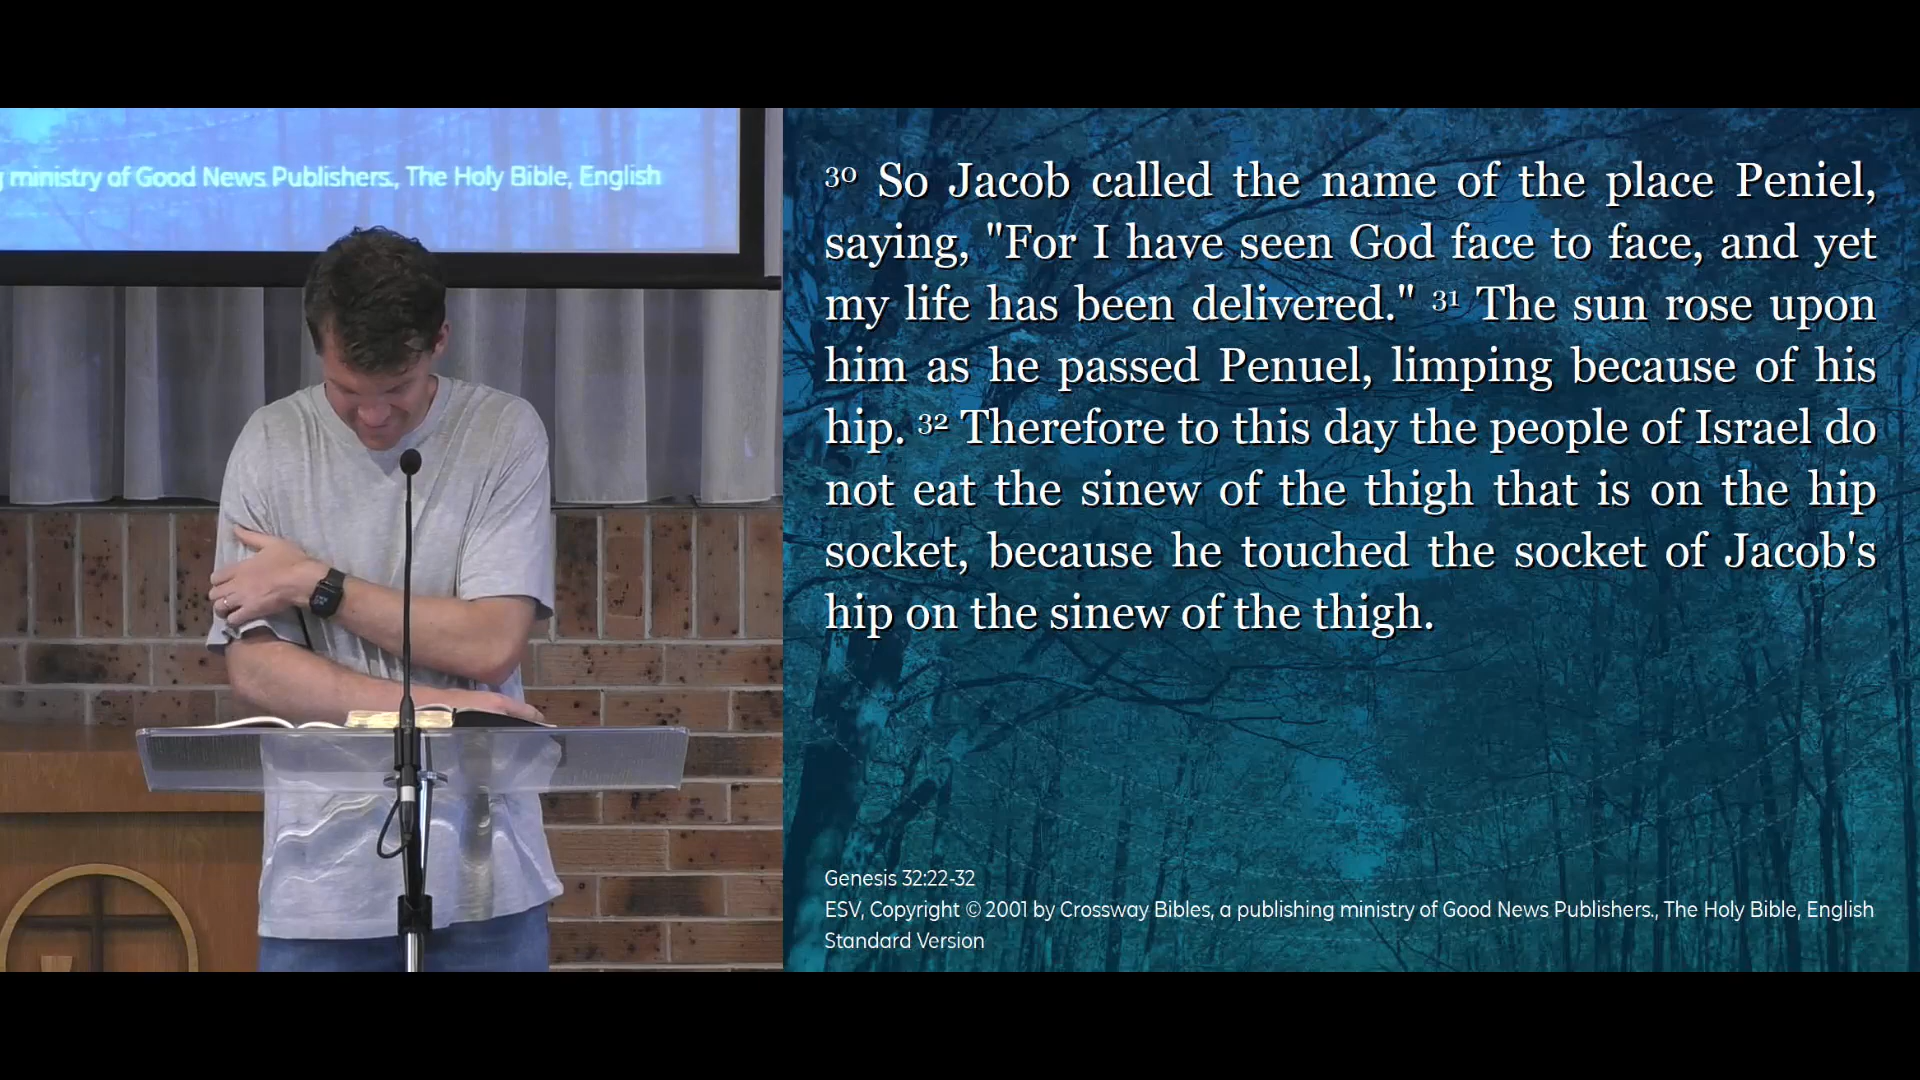 ministry of Good News Publishers., The Holy Bible, English
30 So Jacob called the name of the place Peniel,
saying, "For I have seen God face to face, and yet
my life has been delivered." 31 The sun rose upon
him as he passed Penuel, limping because of his
hip. 32 Therefore to this day the people of Israel do
not eat the sinew of the thigh that is on the hip
socket, because he touched the socket of Jacob's
hip on the sinew of the thigh.
Genesis 32:22-32
ESV, Copyright © 2001 by Crossway Bibles, a publishing ministry of Good News Publishers., The Holy Bible, English
Standard Version